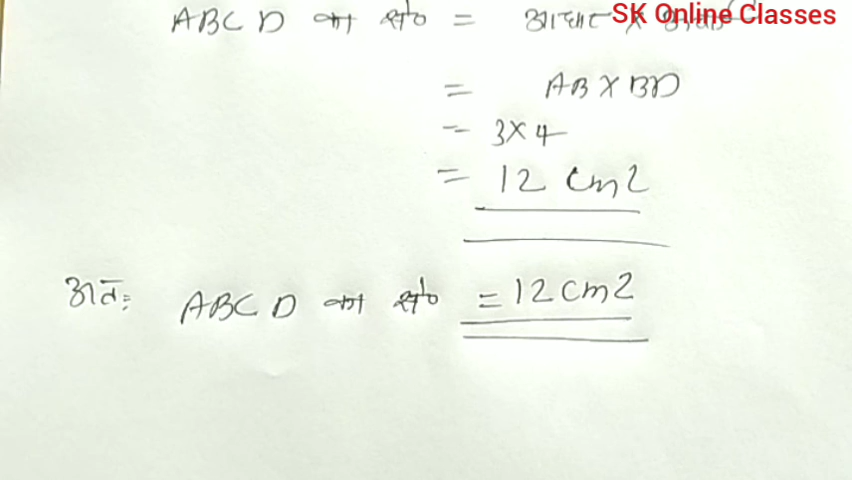 SK Online Classes
ABCD का क्षे० = आधार ×
= AB × BD
= 3×4
= 12 cm2
अतः ABCD का क्षे० = 12 cm2